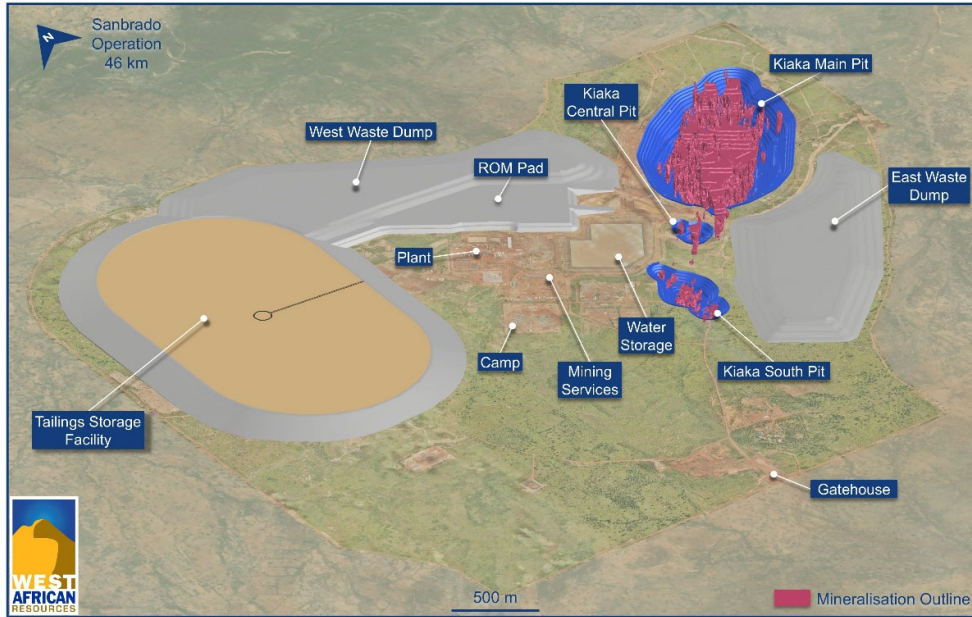 N
Sanbrado
Operation
46 km
Kiaka Main Pit
Kiaka
Central Pit
West Waste Dump
ROM Pad
East Waste
Dump
Plant
Water
Storage
Camp
Mining
Services
Kiaka South Pit
Tailings Storage
Facility
Gatehouse
WEST
AFRICAN
RESOURCES
500 m
Mineralisation Outline